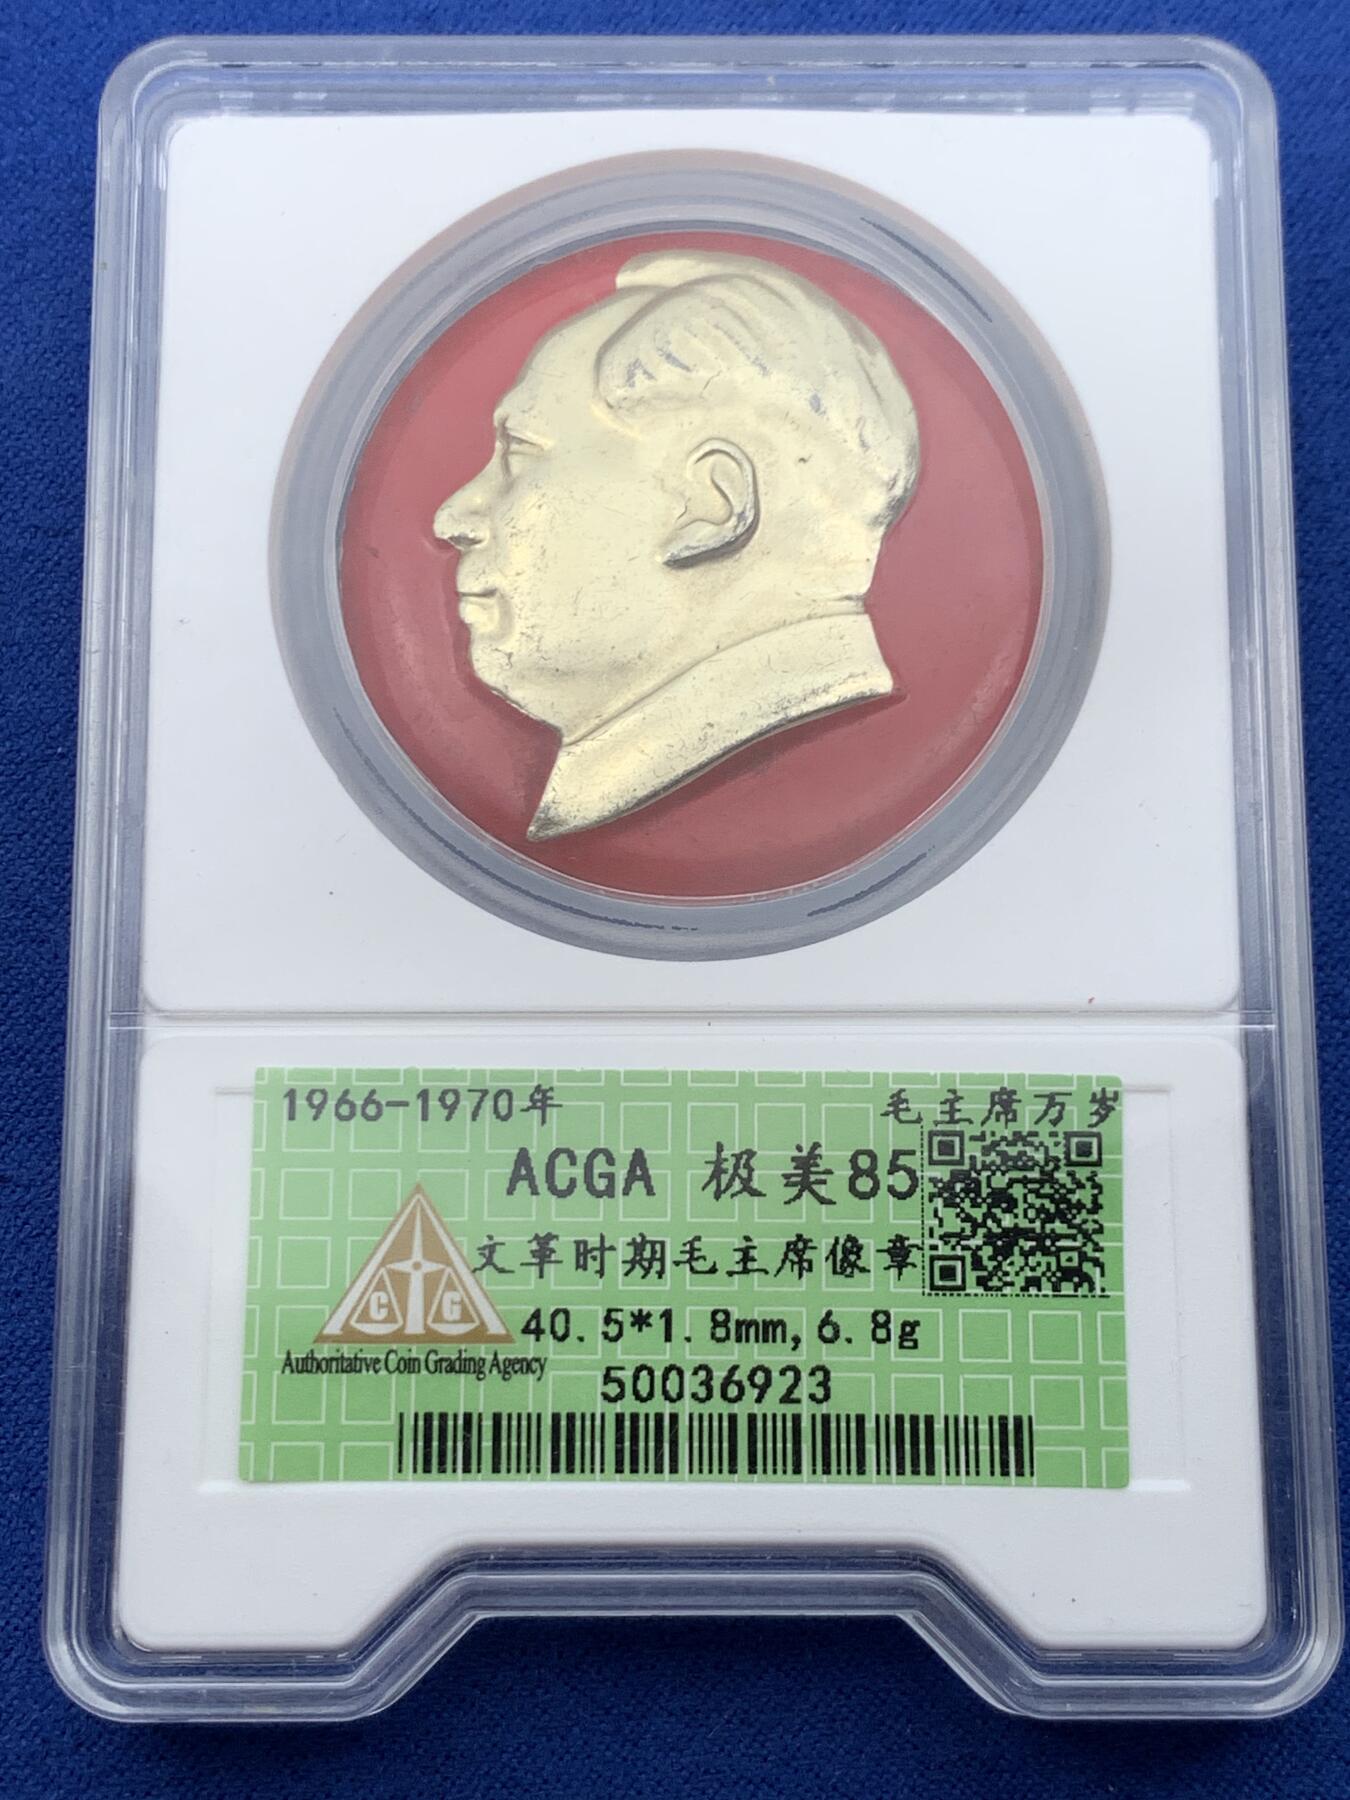 1966-1970年 毛主席万岁
ACGA 极美85
文革时期毛主席像章
C G
40.5*1.8mm,6.8g
Authoritative Coin Grading Agency
50036923